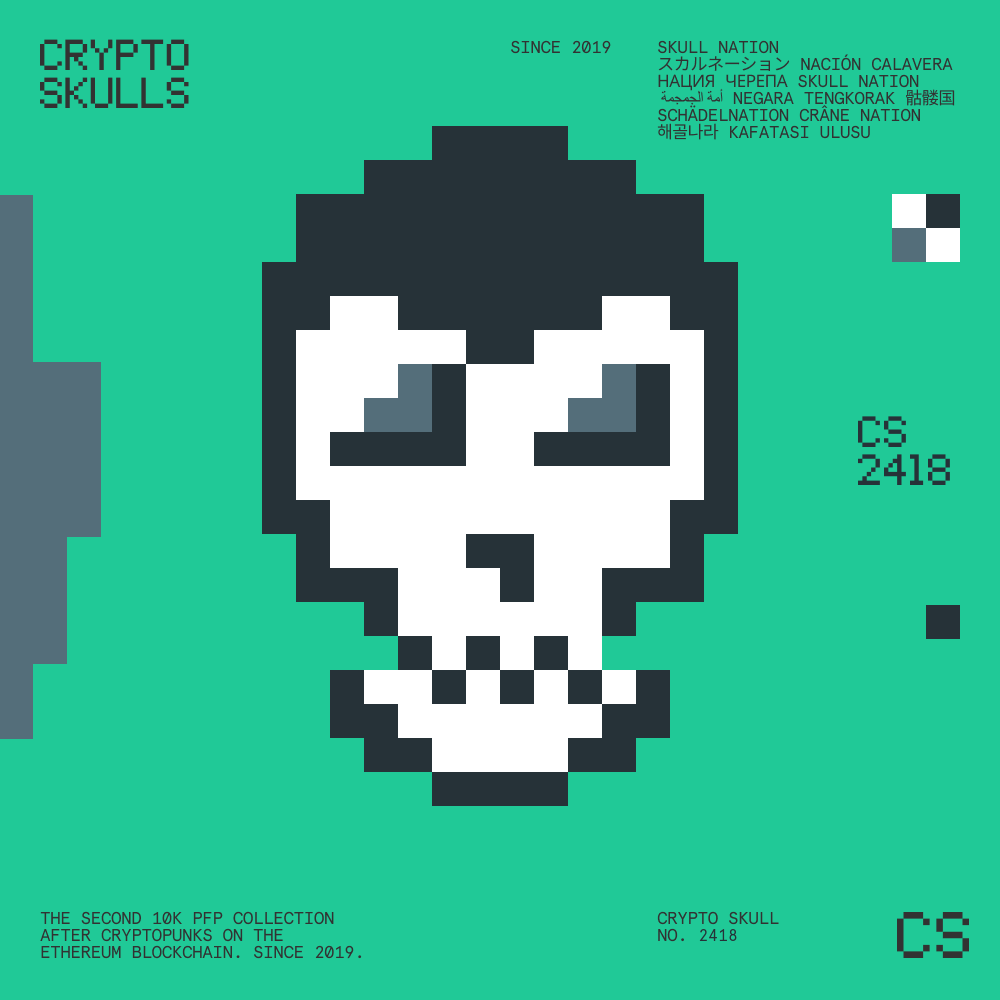 CRYPTO
SKULLS
SINCE 2019
SKULL NATION
スカルネーション NACIÓN CALAVERA
НАЦИЯ ЧЕРЕПА SKULL NATION
أمة الجمجمة NEGARA TENGKORAK 骷髅国
SCHÄDELNATION CRÂNE NATION
해골나라 KAFATASI ULUSU
CS
2418
THE SECOND 10K PFP COLLECTION
AFTER CRYPTOPUNKS ON THE
ETHEREUM BLOCKCHAIN. SINCE 2019.
CRYPTO SKULL
NO. 2418
CS